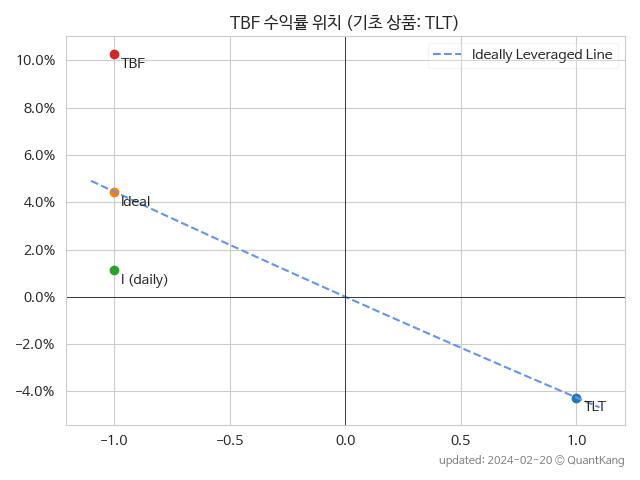 TBF 수익률 위치 (기초 상품: TLT)
Ideally Leveraged Line
10.0%
8.0%
6.0%
4.0%
2.0%
0.0%
−2.0%
−4.0%
TBF
Ideal
I (daily)
TLT
−1.0 −0.5 0.0 0.5 1.0
updated: 2024-02-20 © QuantKang